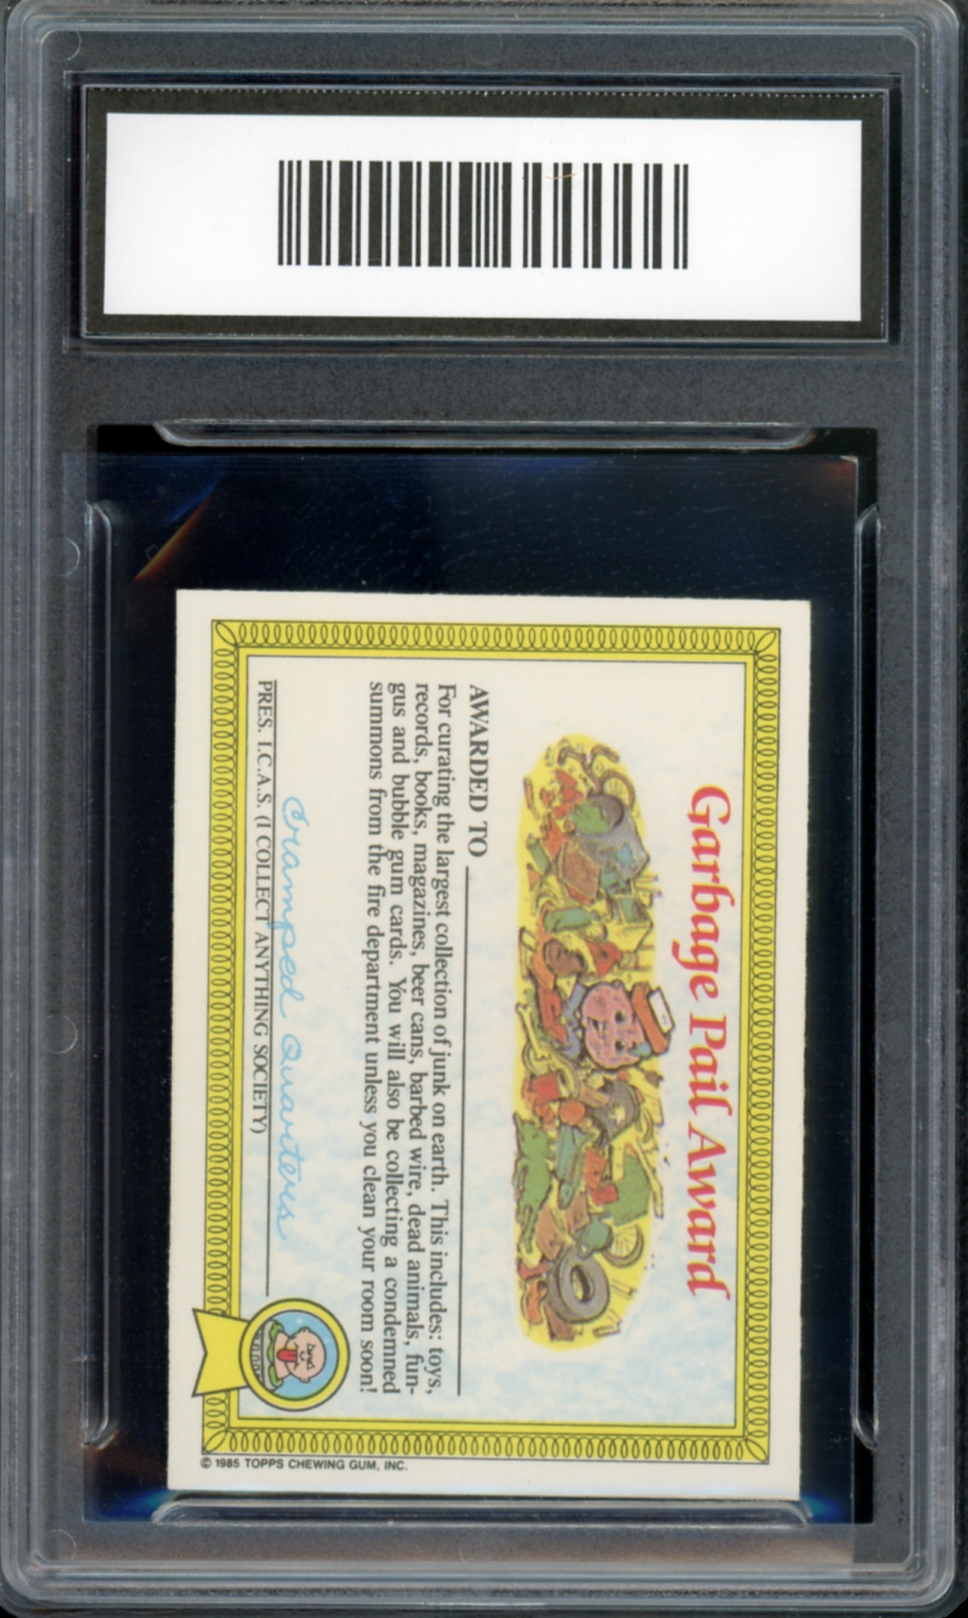 Garbage Pail Award
AWARDED TO
For curating the largest collection of junk on earth. This includes: toys,
records, books, magazines, beer cans, barbed wire, dead animals, fun-
gus and bubble gum cards. You will also be collecting a condemned
summons from the fire department unless you clean your room soon!
Cramped Quarters
PRES. I.C.A.S. (I COLLECT ANYTHING SOCIETY)
© 1985 TOPPS CHEWING GUM, INC.